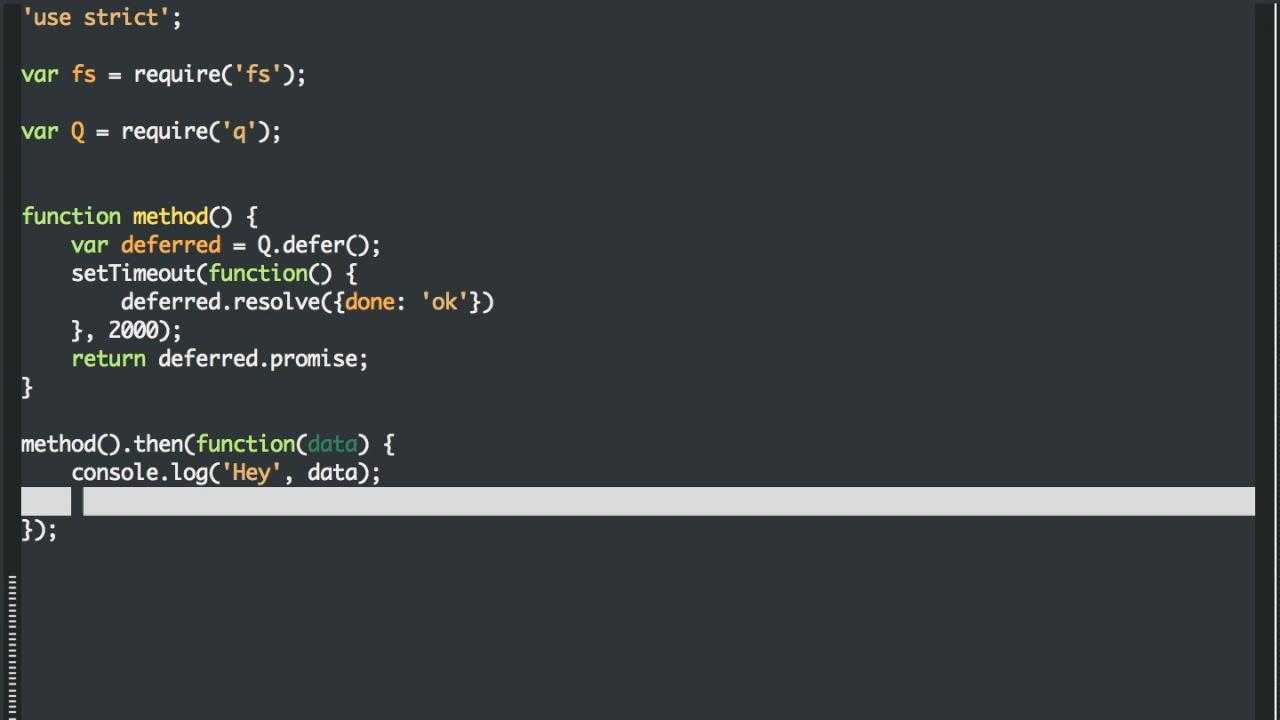 'use strict';
var fs = require('fs');
var Q = require('q');
function method() {
    var deferred = Q.defer();
    setTimeout(function() {
        deferred.resolve({done: 'ok'})
    }, 2000);
    return deferred.promise;
}
method().then(function(data) {
    console.log('Hey', data);
});